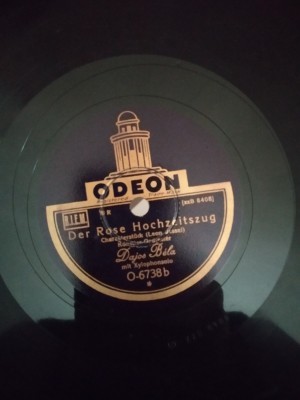 ODEON
(mxB 8408)
Der Rose Hochzeitszug
Charakterstück (Leon Jessel)
Dajos Béla
mit Xylophonsolo
O-6738b